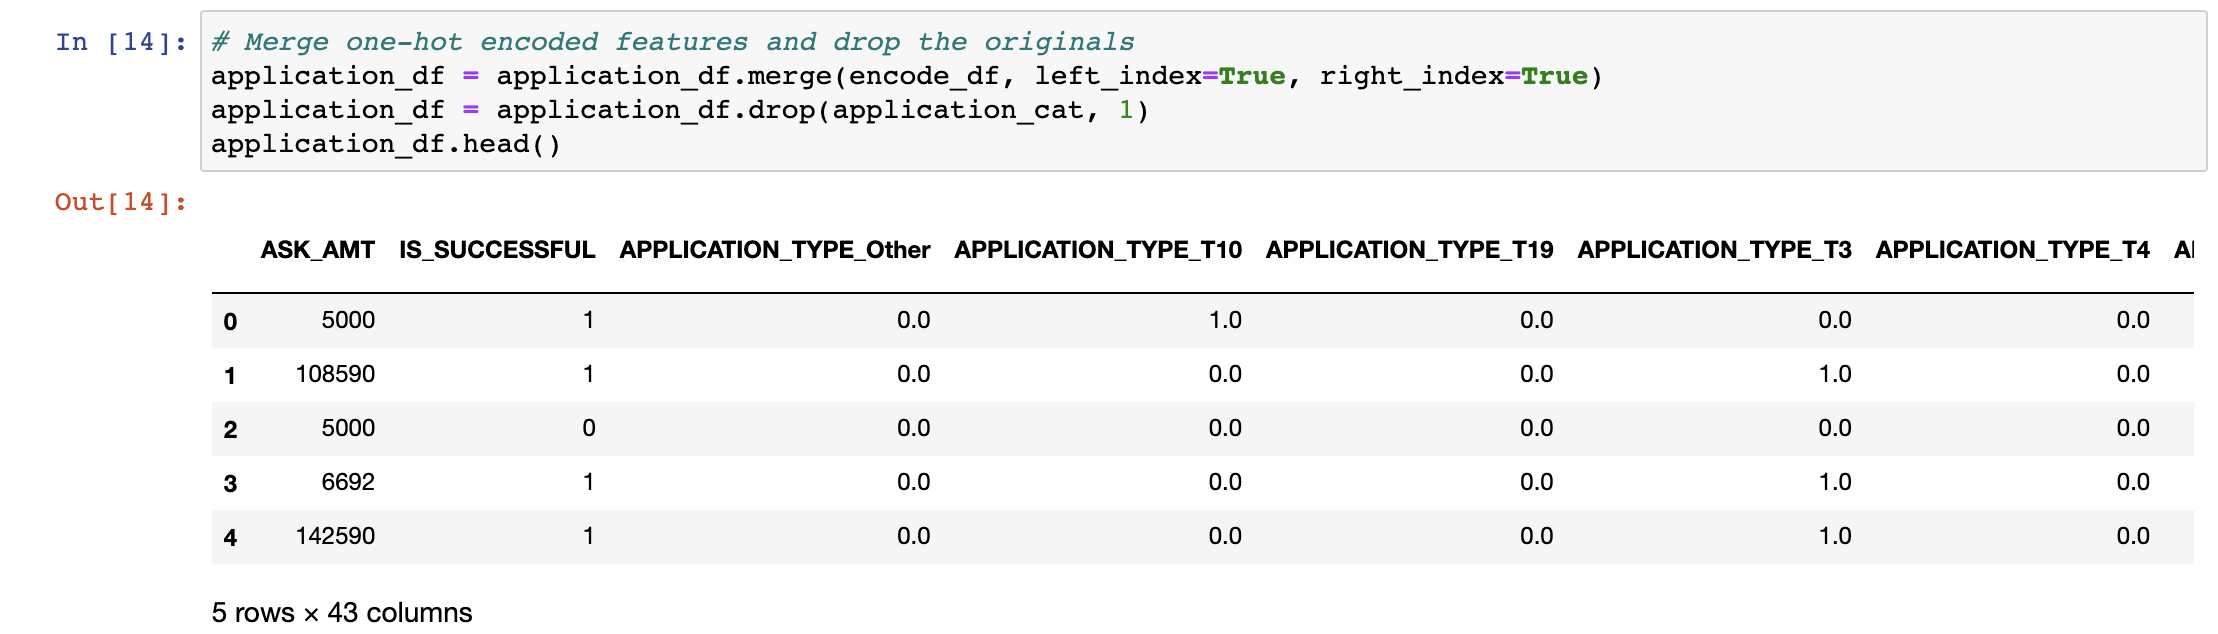 In [14]: # Merge one-hot encoded features and drop the originals
application_df = application_df.merge(encode_df, left_index=True, right_index=True)
application_df = application_df.drop(application_cat, 1)
application_df.head()
Out[14]:
ASK_AMT IS_SUCCESSFUL APPLICATION_TYPE_Other APPLICATION_TYPE_T10 APPLICATION_TYPE_T19 APPLICATION_TYPE_T3 APPLICATION_TYPE_T4
0 5000 1 0.0 1.0 0.0 0.0 0.0
1 108590 1 0.0 0.0 0.0 1.0 0.0
2 5000 0 0.0 0.0 0.0 0.0 0.0
3 6692 1 0.0 0.0 0.0 1.0 0.0
4 142590 1 0.0 0.0 0.0 1.0 0.0
5 rows × 43 columns